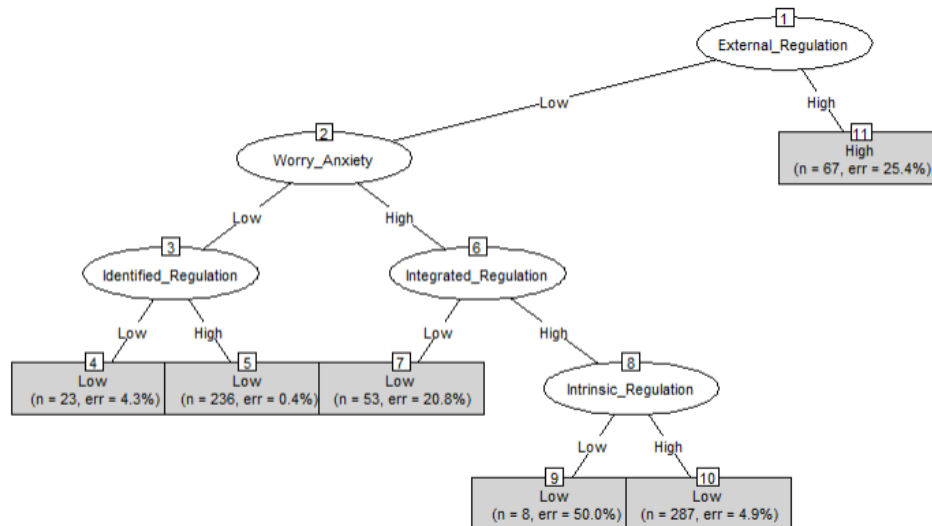 1
External_Regulation
Low
High
2
Worry_Anxiety
11
High
(n = 67, err = 25.4%)
Low
High
3
Identified_Regulation
6
Integrated_Regulation
Low
High
Low
High
4
Low
(n = 23, err = 4.3%)
5
Low
(n = 236, err = 0.4%)
7
Low
(n = 53, err = 20.8%)
8
Intrinsic_Regulation
Low
High
9
Low
(n = 8, err = 50.0%)
10
Low
(n = 287, err = 4.9%)